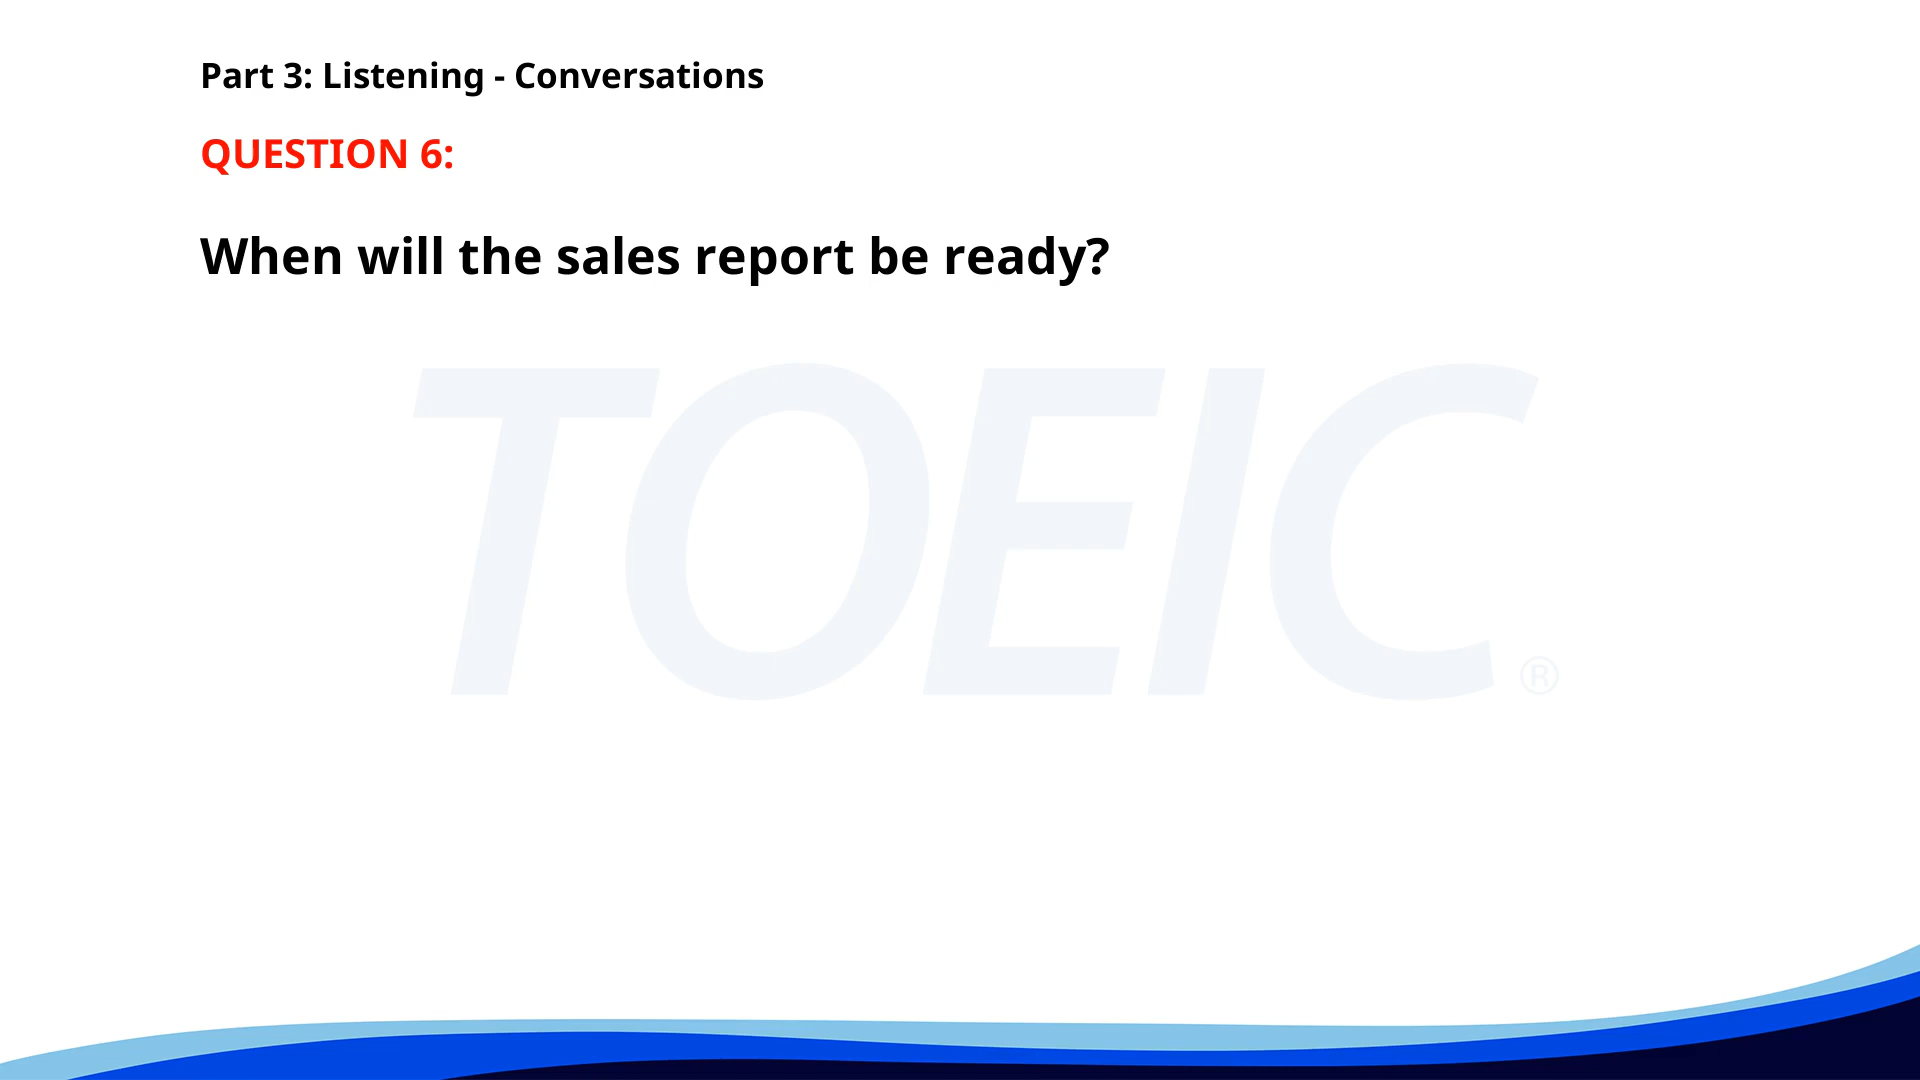 Part 3: Listening - Conversations
QUESTION 6:
When will the sales report be ready?
TOEIC®